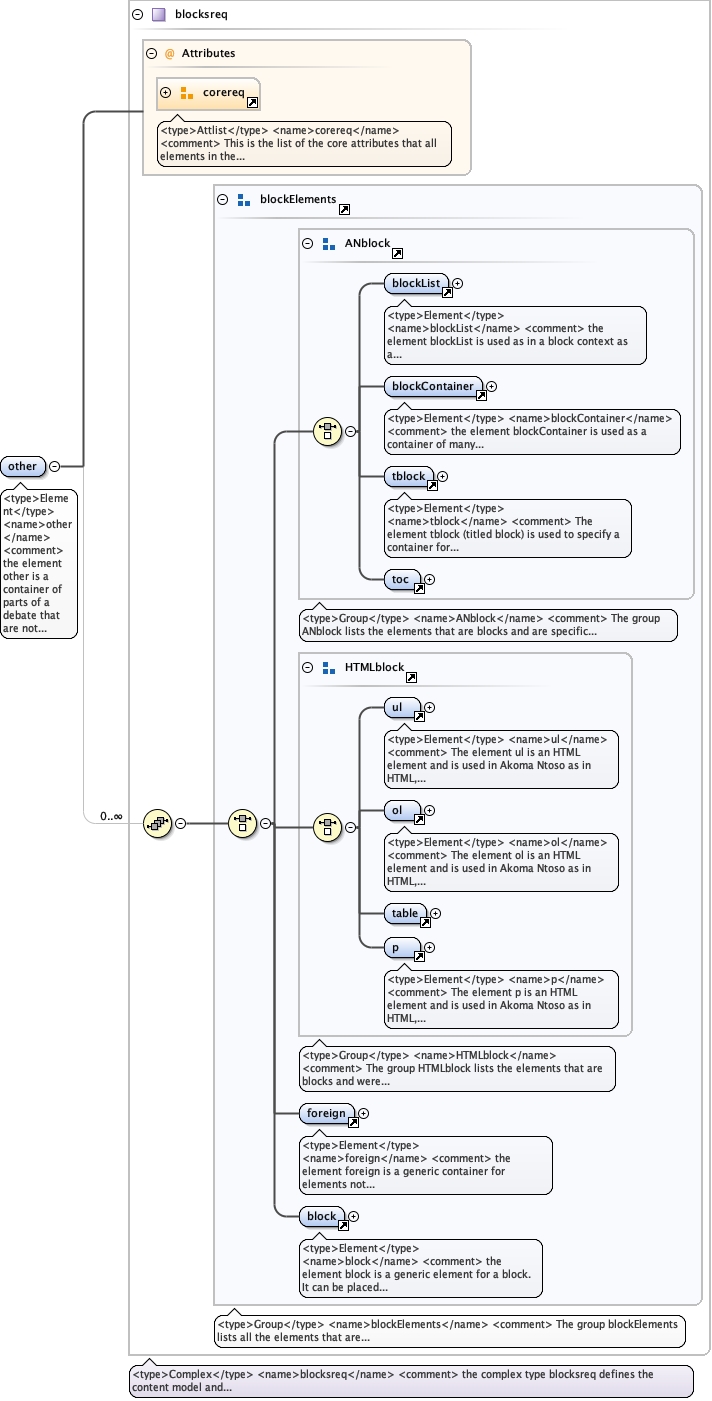 blocksreq
@ Attributes
corereq
<type>Attlist</type> <name>corereq</name>
<comment> This is the list of the core attributes that all
elements in the...
blockElements
ANblock
blockList
<type>Element</type>
<name>blockList</name> <comment> the
element blockList is used as in a block context as
a...
blockContainer
<type>Element</type> <name>blockContainer</name>
<comment> the element blockContainer is used as a
container of many...
other
<type>Eleme
nt</type>
<name>other
</name>
<comment>
the element
other is a
container of
parts of a
debate that
are not...
tblock
<type>Element</type>
<name>tblock</name> <comment> The
element tblock (titled block) is used to specify a
container for...
toc
<type>Group</type> <name>ANblock</name> <comment> The group
ANblock lists the elements that are blocks and are specific...
HTMLblock
ul
<type>Element</type> <name>ul</name>
<comment> The element ul is an HTML
element and is used in Akoma Ntoso as in
HTML,...
0..∞
ol
<type>Element</type> <name>ol</name>
<comment> The element ol is an HTML
element and is used in Akoma Ntoso as in
HTML,...
table
p
<type>Element</type> <name>p</name>
<comment> The element p is an HTML
element and is used in Akoma Ntoso as in
HTML,...
<type>Group</type> <name>HTMLblock</name>
<comment> The group HTMLblock lists the elements that are
blocks and were...
foreign
<type>Element</type>
<name>foreign</name> <comment> the
element foreign is a generic container for
elements not...
block
<type>Element</type>
<name>block</name> <comment> the
element block is a generic element for a block.
It can be placed...
<type>Group</type> <name>blockElements</name> <comment> The group blockElements
lists all the elements that are...
<type>Complex</type> <name>blocksreq</name> <comment> the complex type blocksreq defines the
content model and...